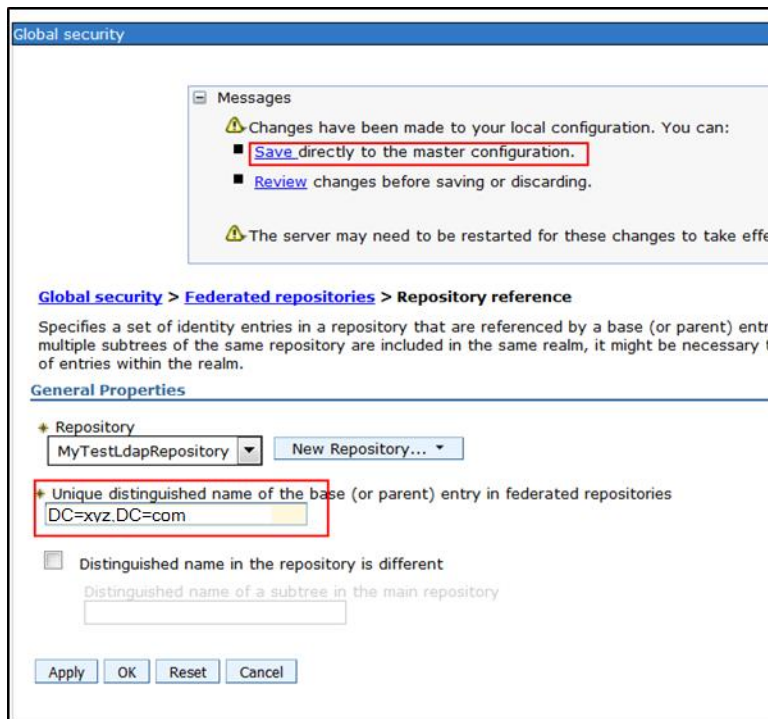 Global security
Messages
Changes have been made to your local configuration. You can:
Save directly to the master configuration.
Review changes before saving or discarding.
The server may need to be restarted for these changes to take effe
Global security > Federated repositories > Repository reference
Specifies a set of identity entries in a repository that are referenced by a base (or parent) entr
multiple subtrees of the same repository are included in the same realm, it might be necessary t
of entries within the realm.
General Properties
Repository
MyTestLdapRepository New Repository...
Unique distinguished name of the base (or parent) entry in federated repositories
DC=xyz,DC=com
Distinguished name in the repository is different
Distinguished name of a subtree in the main repository
Apply OK Reset Cancel